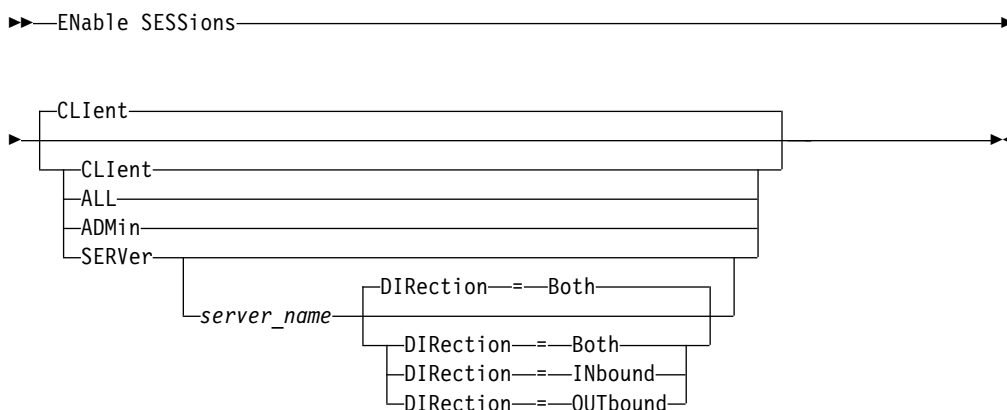 ENable SESSions
CLIent
CLIent
ALL
ADMin
SERVer
DIRection = Both
server_name
DIRection = Both
DIRection = INbound
DIRection = OUTbound